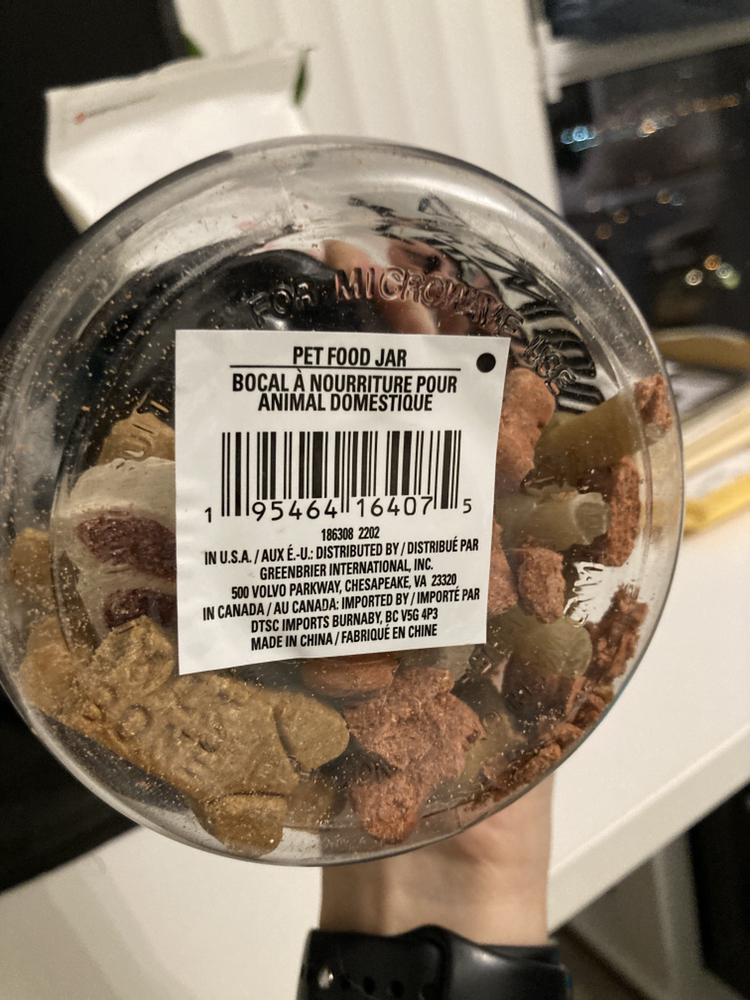 FOR MICROWAVE USE
PET FOOD JAR
BOCAL À NOURRITURE POUR
ANIMAL DOMESTIQUE
1 95464 16407 5
186308 2202
IN U.S.A. / AUX É.-U.: DISTRIBUTED BY / DISTRIBUÉ PAR
GREENBRIER INTERNATIONAL, INC.
500 VOLVO PARKWAY, CHESAPEAKE, VA 23320
IN CANADA / AU CANADA: IMPORTED BY / IMPORTÉ PAR
DTSC IMPORTS BURNABY, BC V5G 4P3
MADE IN CHINA / FABRIQUÉ EN CHINE